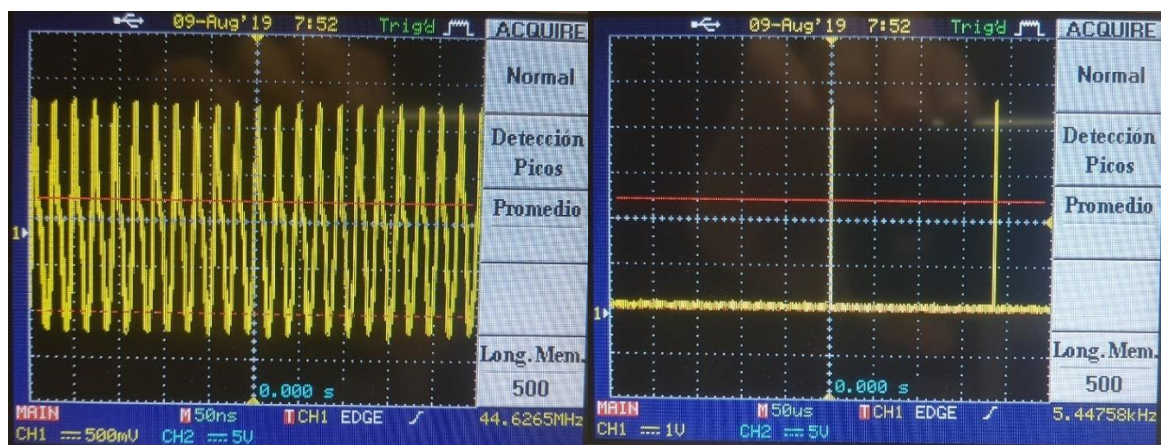 09-Aug'19 7:52 Trig'd ACQUIRE
Normal
Detección
Picos
Promedio
1
Long.Mem.
500
0.000 s
MAIN M 50ns T CH1 EDGE 44.6265MHz
CH1 500mV CH2 5V
09-Aug'19 7:52 Trig'd ACQUIRE
Normal
Detección
Picos
Promedio
1
Long.Mem.
500
0.000 s
MAIN M 50us T CH1 EDGE 5.44758kHz
CH1 1V CH2 5V